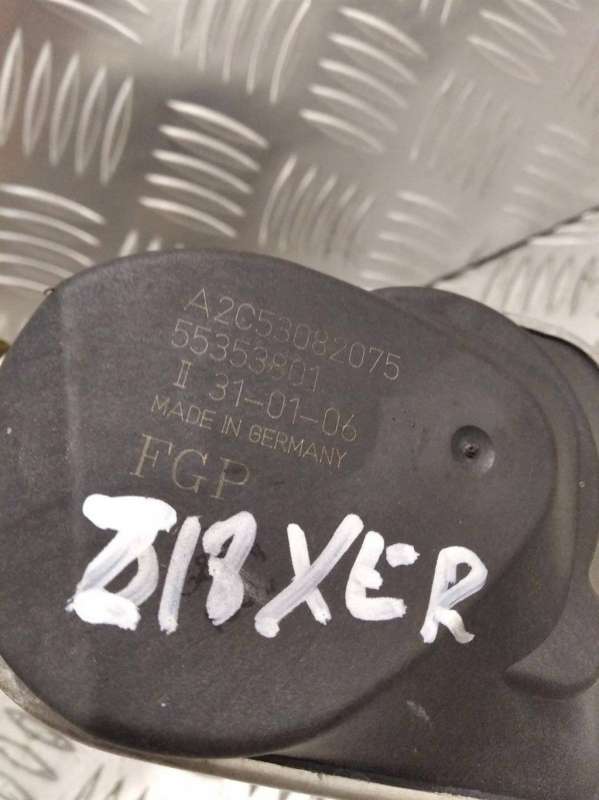 A2C53082075
55353801
II 31-01-06
MADE IN GERMANY
FGP
Z18XER